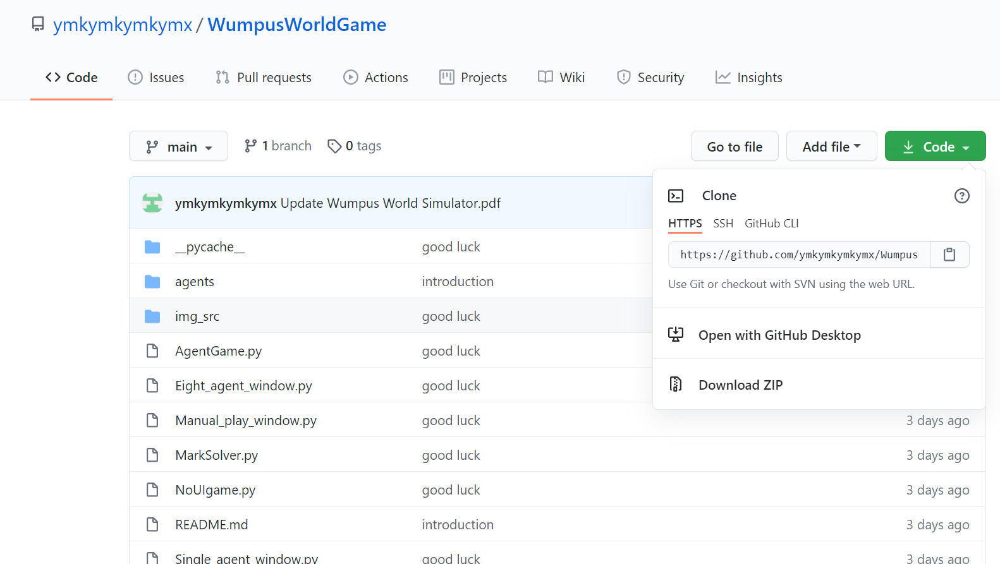 ymkymkymkymx / WumpusWorldGame
Code Issues Pull requests Actions Projects Wiki Security Insights
main 1 branch 0 tags Go to file Add file Code
ymkymkymkymx Update Wumpus World Simulator.pdf
__pycache__ good luck
agents introduction
img_src good luck
AgentGame.py good luck
Eight_agent_window.py good luck
Manual_play_window.py good luck 3 days ago
MarkSolver.py good luck 3 days ago
NoUIgame.py good luck 3 days ago
README.md introduction 3 days ago
Single_agent_window.py good luck 3 days ago
Clone
HTTPS SSH GitHub CLI
https://github.com/ymkymkymkymx/Wumpus
Use Git or checkout with SVN using the web URL.
Open with GitHub Desktop
Download ZIP